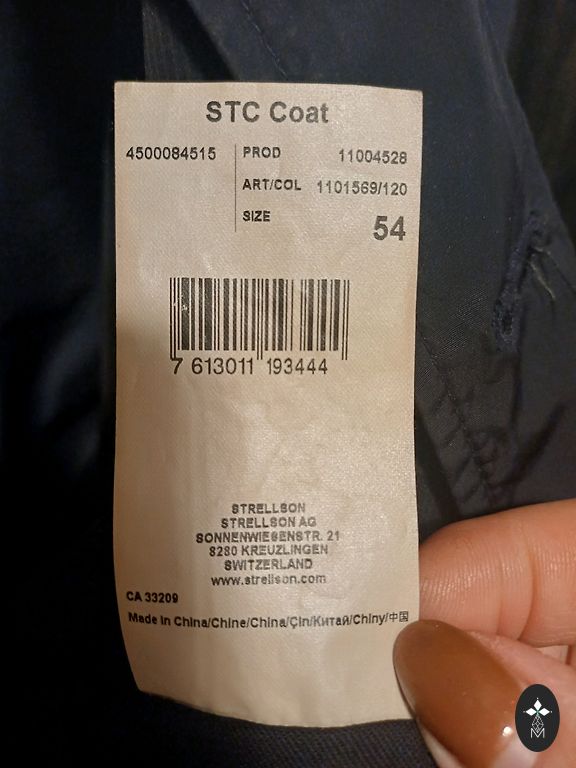 STC Coat
4500084515 PROD 11004528
ART/COL 1101569/120
SIZE 54
7 613011 193444
STRELLSON
STRELLSON AG
SONNENWIESENSTR. 21
8280 KREUZLINGEN
SWITZERLAND
www.strellson.com
CA 33209
Made in China/Chine/China/Çin/Китай/Chiny/中国
M